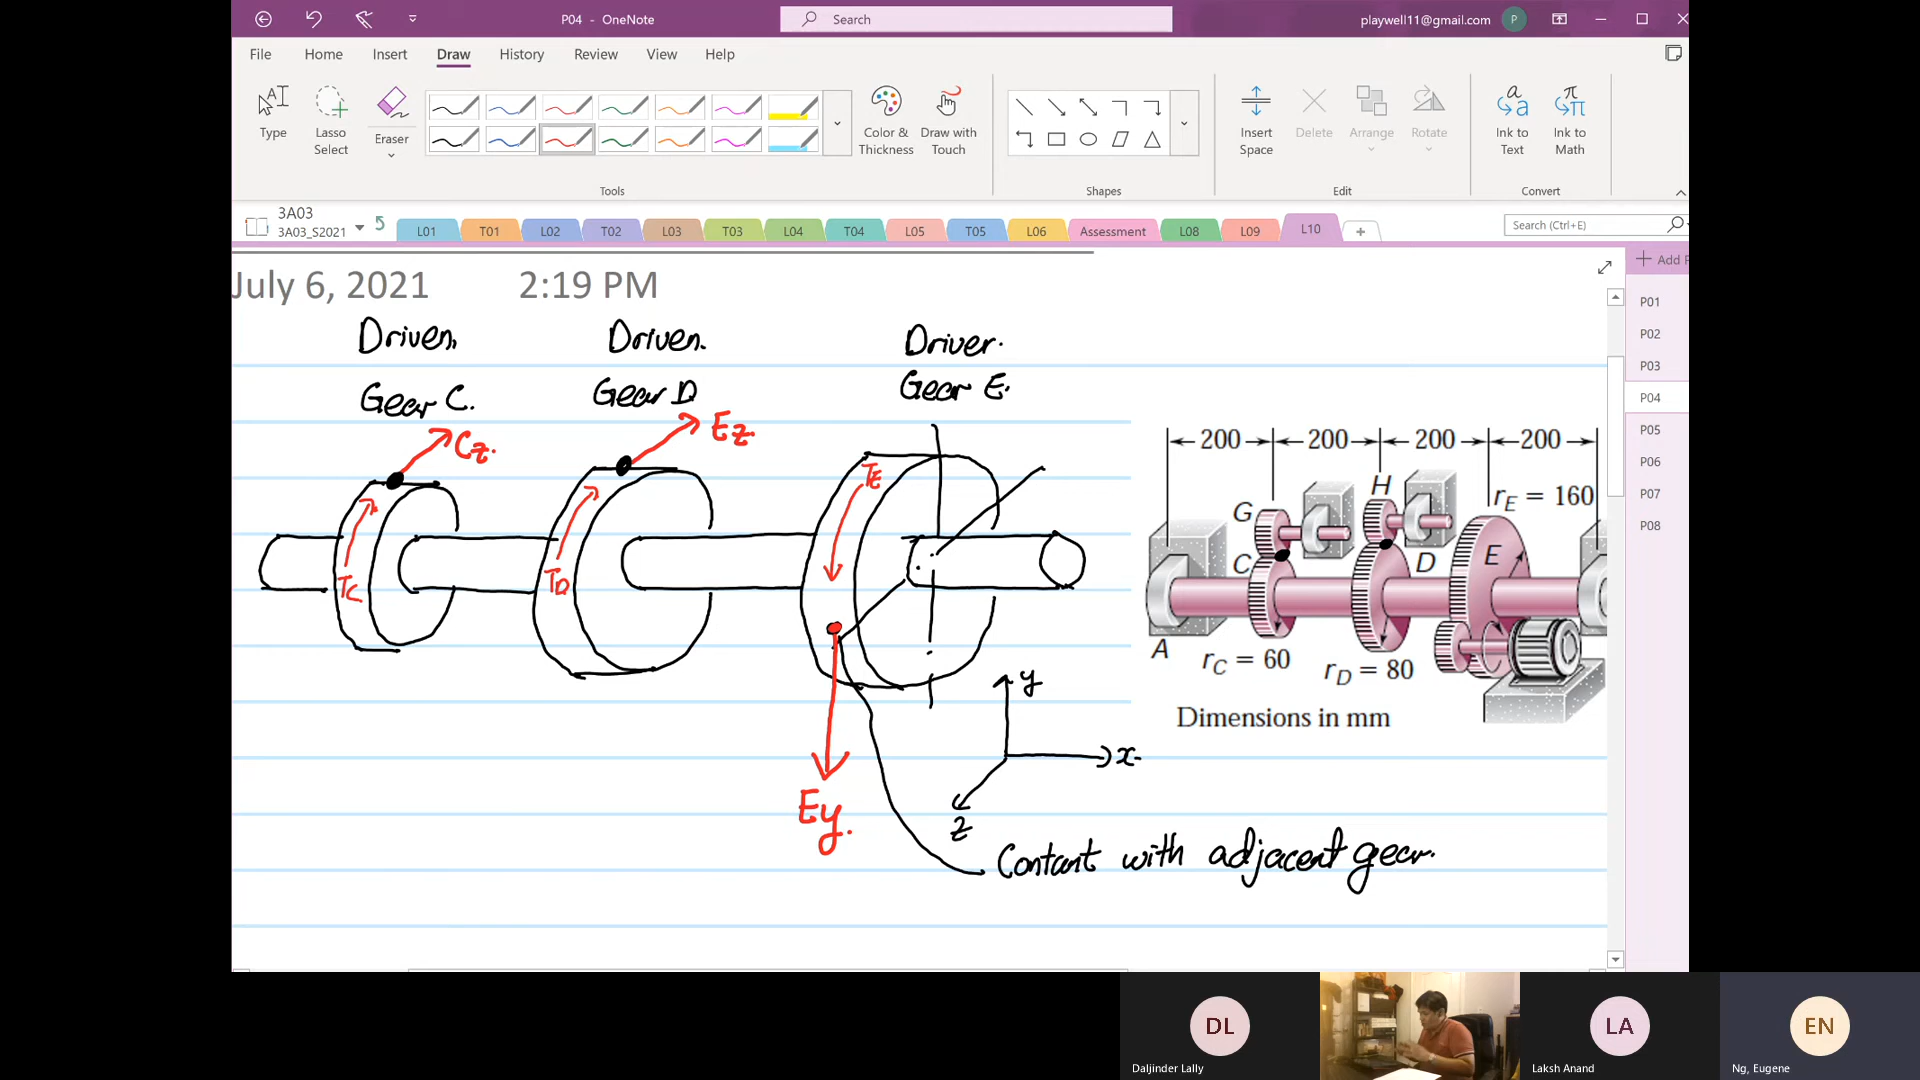 P04 - OneNote
Search
playwell11@gmail.com
P
File Home Insert Draw History Review View Help
Type
Lasso Select
Eraser
Color & Thickness
Draw with Touch
Insert Space
Delete
Arrange
Rotate
Ink to Text
Ink to Math
Tools
Shapes
Edit
Convert
3A03
3A03_S2021
L01 T01 L02 T02 L03 T03 L04 T04 L05 T05 L06 Assessment L08 L09 L10
Search (Ctrl+E)
Add P
P01
P02
P03
P04
P05
P06
P07
P08
July 6, 2021 2:19 PM
Driven.
Driven.
Driver.
Gear C.
Gear D
Gear E.
Cz.
Ez.
TE
TC
TD
Ey.
y
x
z
Contant with adjacent gear.
200 200 200 200
G
H
rE = 160
C
D
E
A
rC = 60
rD = 80
Dimensions in mm
DL
Daljinder Lally
LA
Laksh Anand
EN
Ng, Eugene